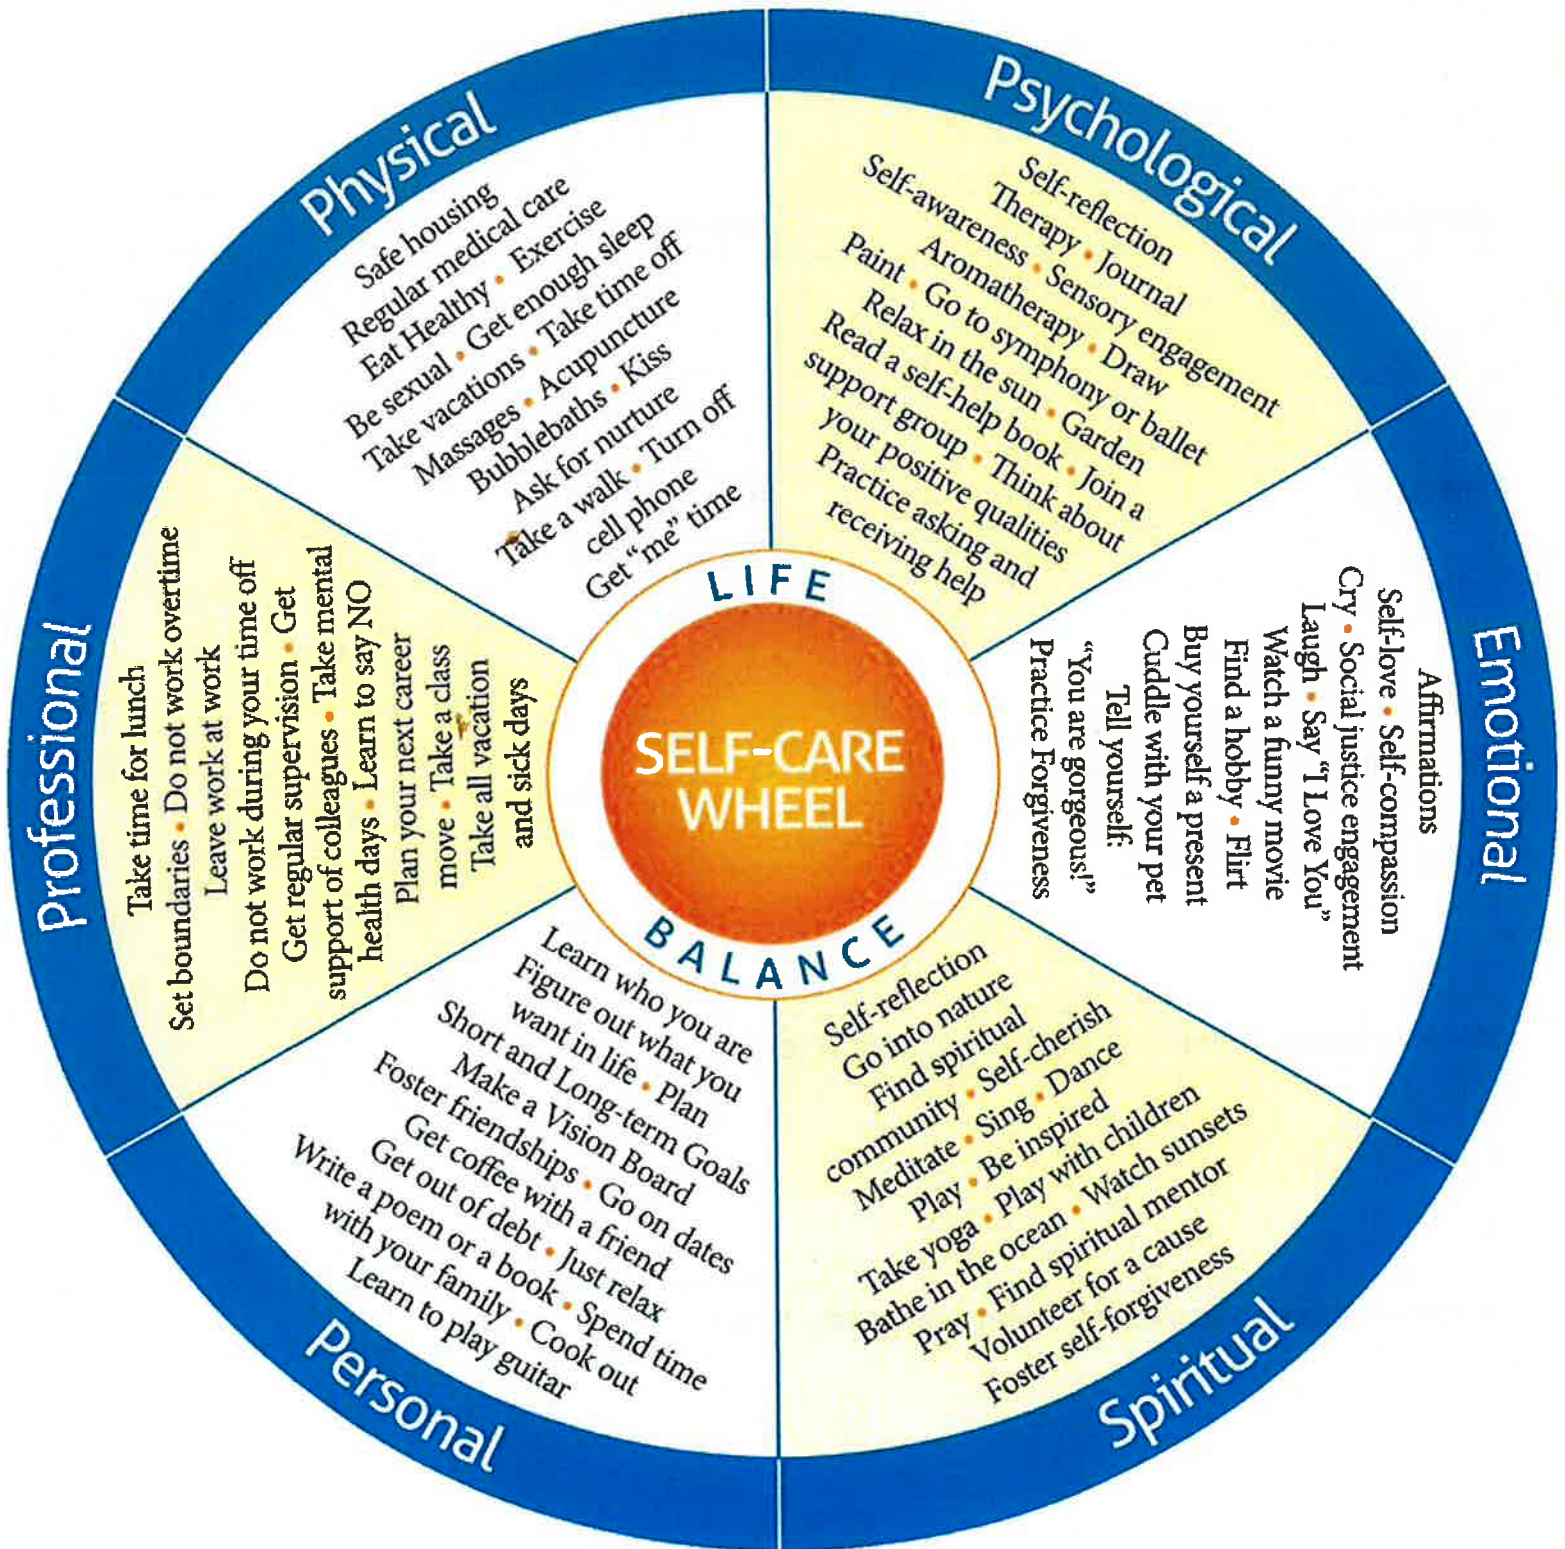 Psychological
Self-reflection
Therapy • Journal
Self-awareness • Sensory engagement
Aromatherapy • Draw
Paint • Go to symphony or ballet
Relax in the sun • Garden
Read a self-help book • Join a
support group • Think about
your positive qualities
Practice asking and
receiving help
Emotional
Affirmations
Self-love • Self-compassion
Cry • Social justice engagement
Laugh • Say “I Love You”
Watch a funny movie
Find a hobby • Flirt
Buy yourself a present
Cuddle with your pet
Tell yourself:
“You are gorgeous!”
Practice Forgiveness
Spiritual
Self-reflection
Go into nature
Find spiritual
community • Self-cherish
Meditate • Sing • Dance
Play • Be inspired
Take yoga • Play with children
Bathe in the ocean • Watch sunsets
Pray • Find spiritual mentor
Volunteer for a cause
Foster self-forgiveness
Personal
Learn who you are
Figure out what you
want in life • Plan
Short and Long-term Goals
Make a Vision Board
Foster friendships • Go on dates
Get coffee with a friend
Get out of debt • Just relax
Write a poem or a book • Spend time
with your family • Cook out
Learn to play guitar
Professional
Take time for lunch
Set boundaries • Do not work overtime
Leave work at work
Do not work during your time off
Get regular supervision • Get
support of colleagues • Take mental
health days • Learn to say NO
Plan your next career
move • Take a class
Take all vacation
and sick days
Physical
Safe housing
Regular medical care
Eat Healthy • Exercise
Be sexual • Get enough sleep
Take vacations • Take time off
Massages • Acupuncture
Bubblebaths • Kiss
Ask for nurture
Take a walk • Turn off
cell phone
Get “me” time
LIFE
SELF-CARE
WHEEL
BALANCE